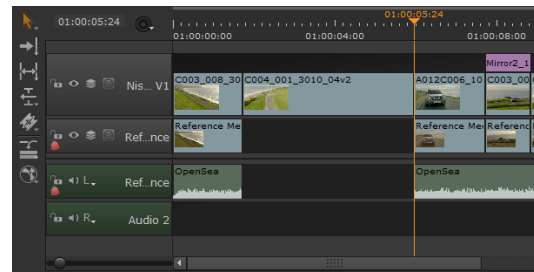 01:00:05:24
01:00:05:24
01:00:00:00
01:00:04:00
01:00:08:00
Mirror2_1
Nis... V1
C003_008_30
C004_001_3010_04v2
A012C006_10
C003_00
Ref...nce
Reference Me
Reference Me
Referenc
L
Ref...nce
OpenSea
OpenSea
R
Audio 2